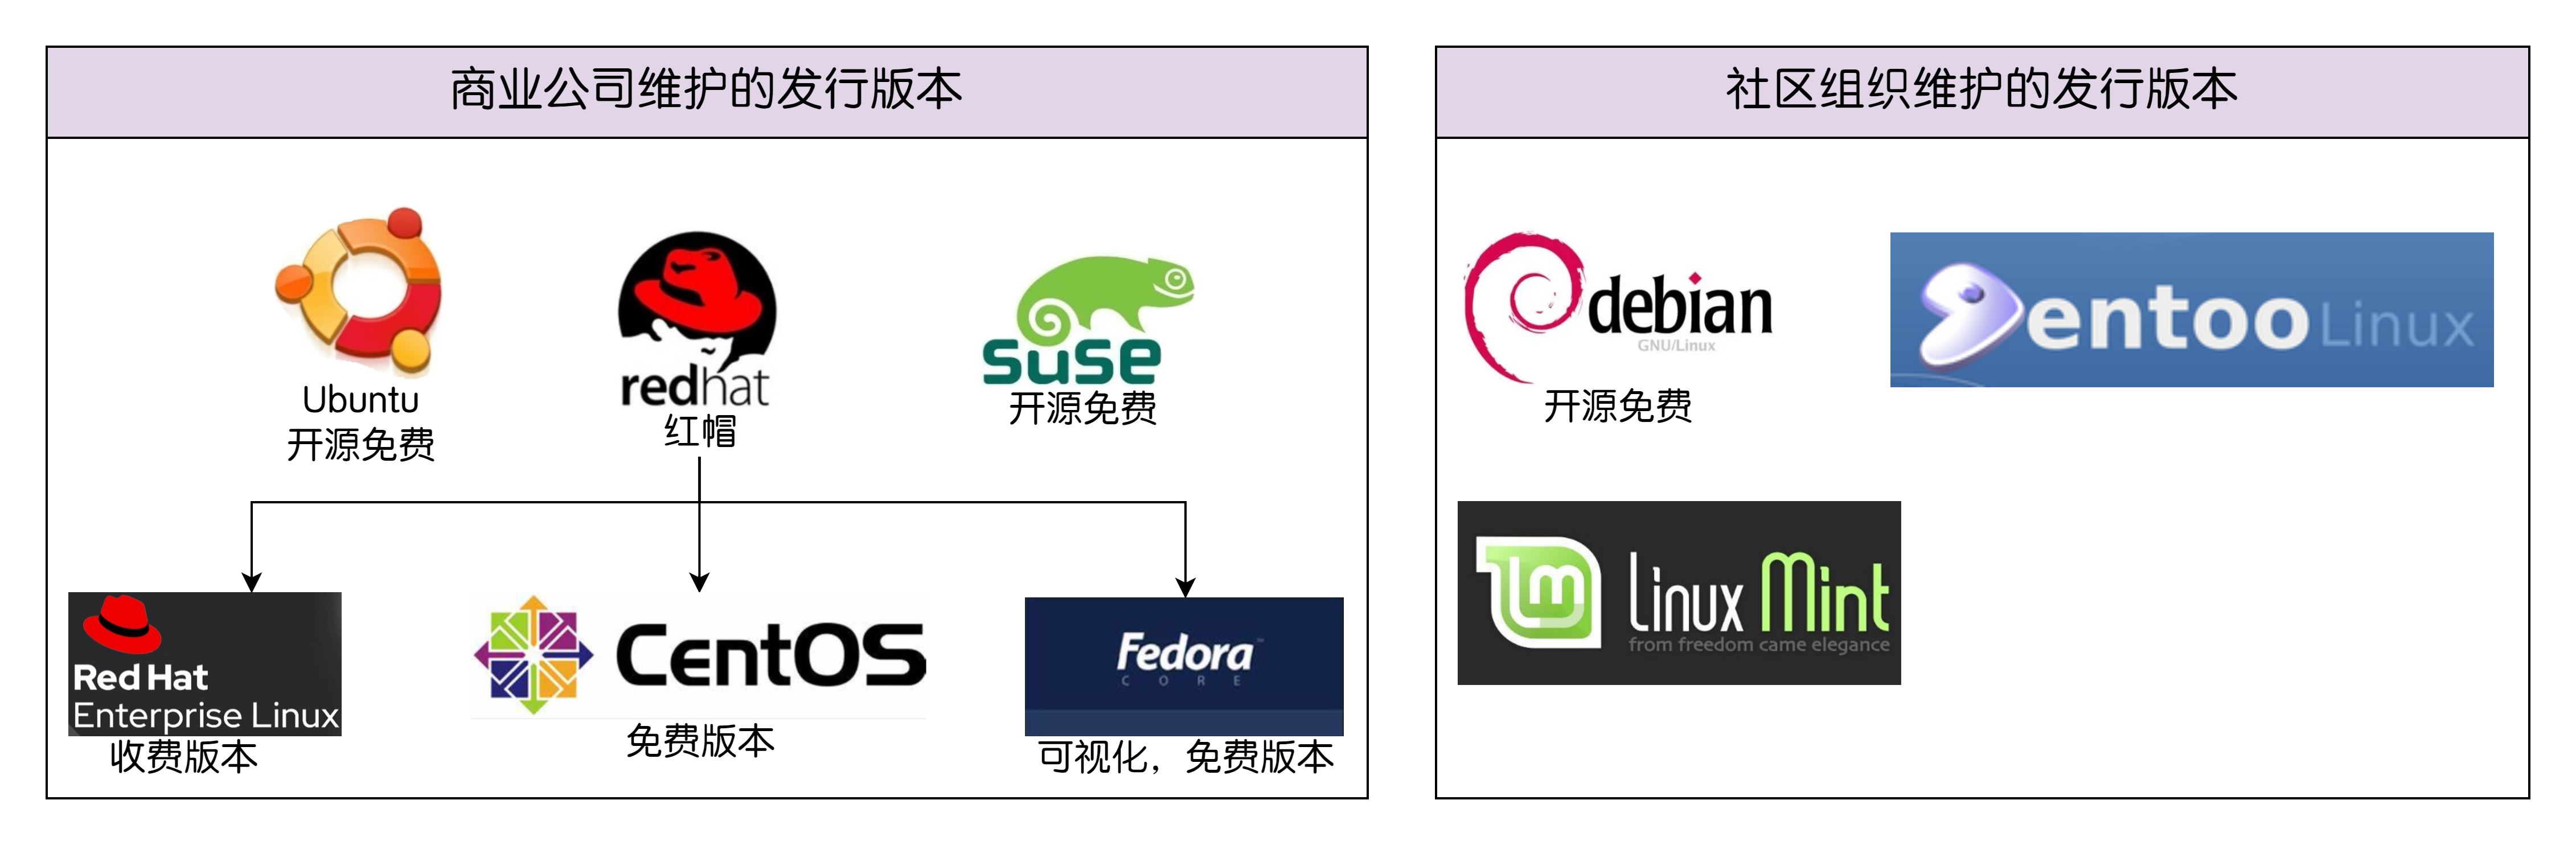 商业公司维护的发行版本
Ubuntu
开源免费
redhat
红帽
suse
开源免费
Red Hat
Enterprise Linux
收费版本
CentOS
免费版本
Fedora™
CORE
可视化，免费版本
社区组织维护的发行版本
debian
GNU/Linux
开源免费
gentoo Linux
lm
Linux Mint
from freedom came elegance